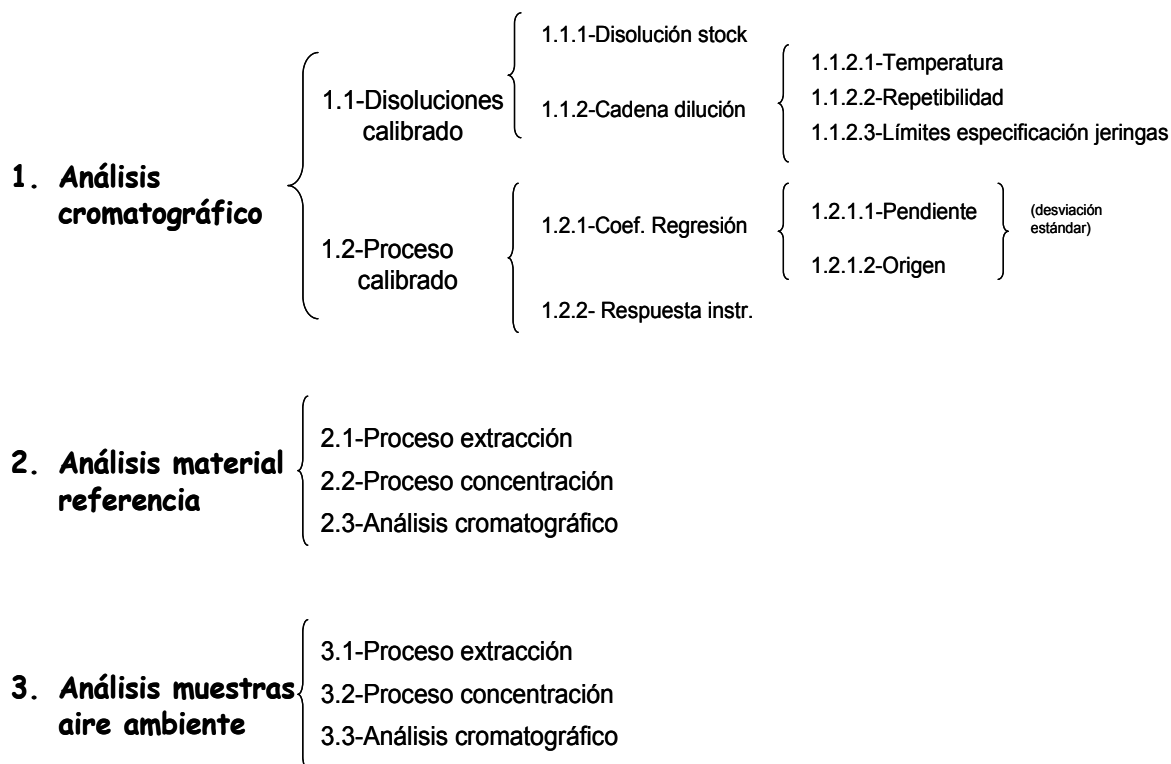 1. Análisis
cromatográfico
1.1-Disoluciones
calibrado
1.1.1-Disolución stock
1.1.2-Cadena dilución
1.1.2.1-Temperatura
1.1.2.2-Repetibilidad
1.1.2.3-Límites especificación jeringas
1.2-Proceso
calibrado
1.2.1-Coef. Regresión
1.2.1.1-Pendiente
1.2.1.2-Origen
(desviación
estándar)
1.2.2- Respuesta instr.
2. Análisis material
referencia
2.1-Proceso extracción
2.2-Proceso concentración
2.3-Análisis cromatográfico
3. Análisis muestras
aire ambiente
3.1-Proceso extracción
3.2-Proceso concentración
3.3-Análisis cromatográfico